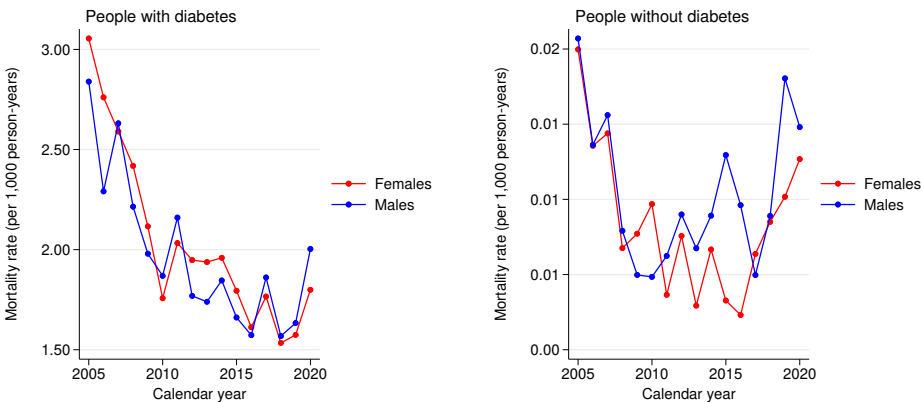 People with diabetes
Mortality rate (per 1,000 person-years)
3.00
2.50
2.00
1.50
2005
2010
2015
2020
Calendar year
Females
Males
People without diabetes
Mortality rate (per 1,000 person-years)
0.02
0.01
0.01
0.01
0.00
2005
2010
2015
2020
Calendar year
Females
Males